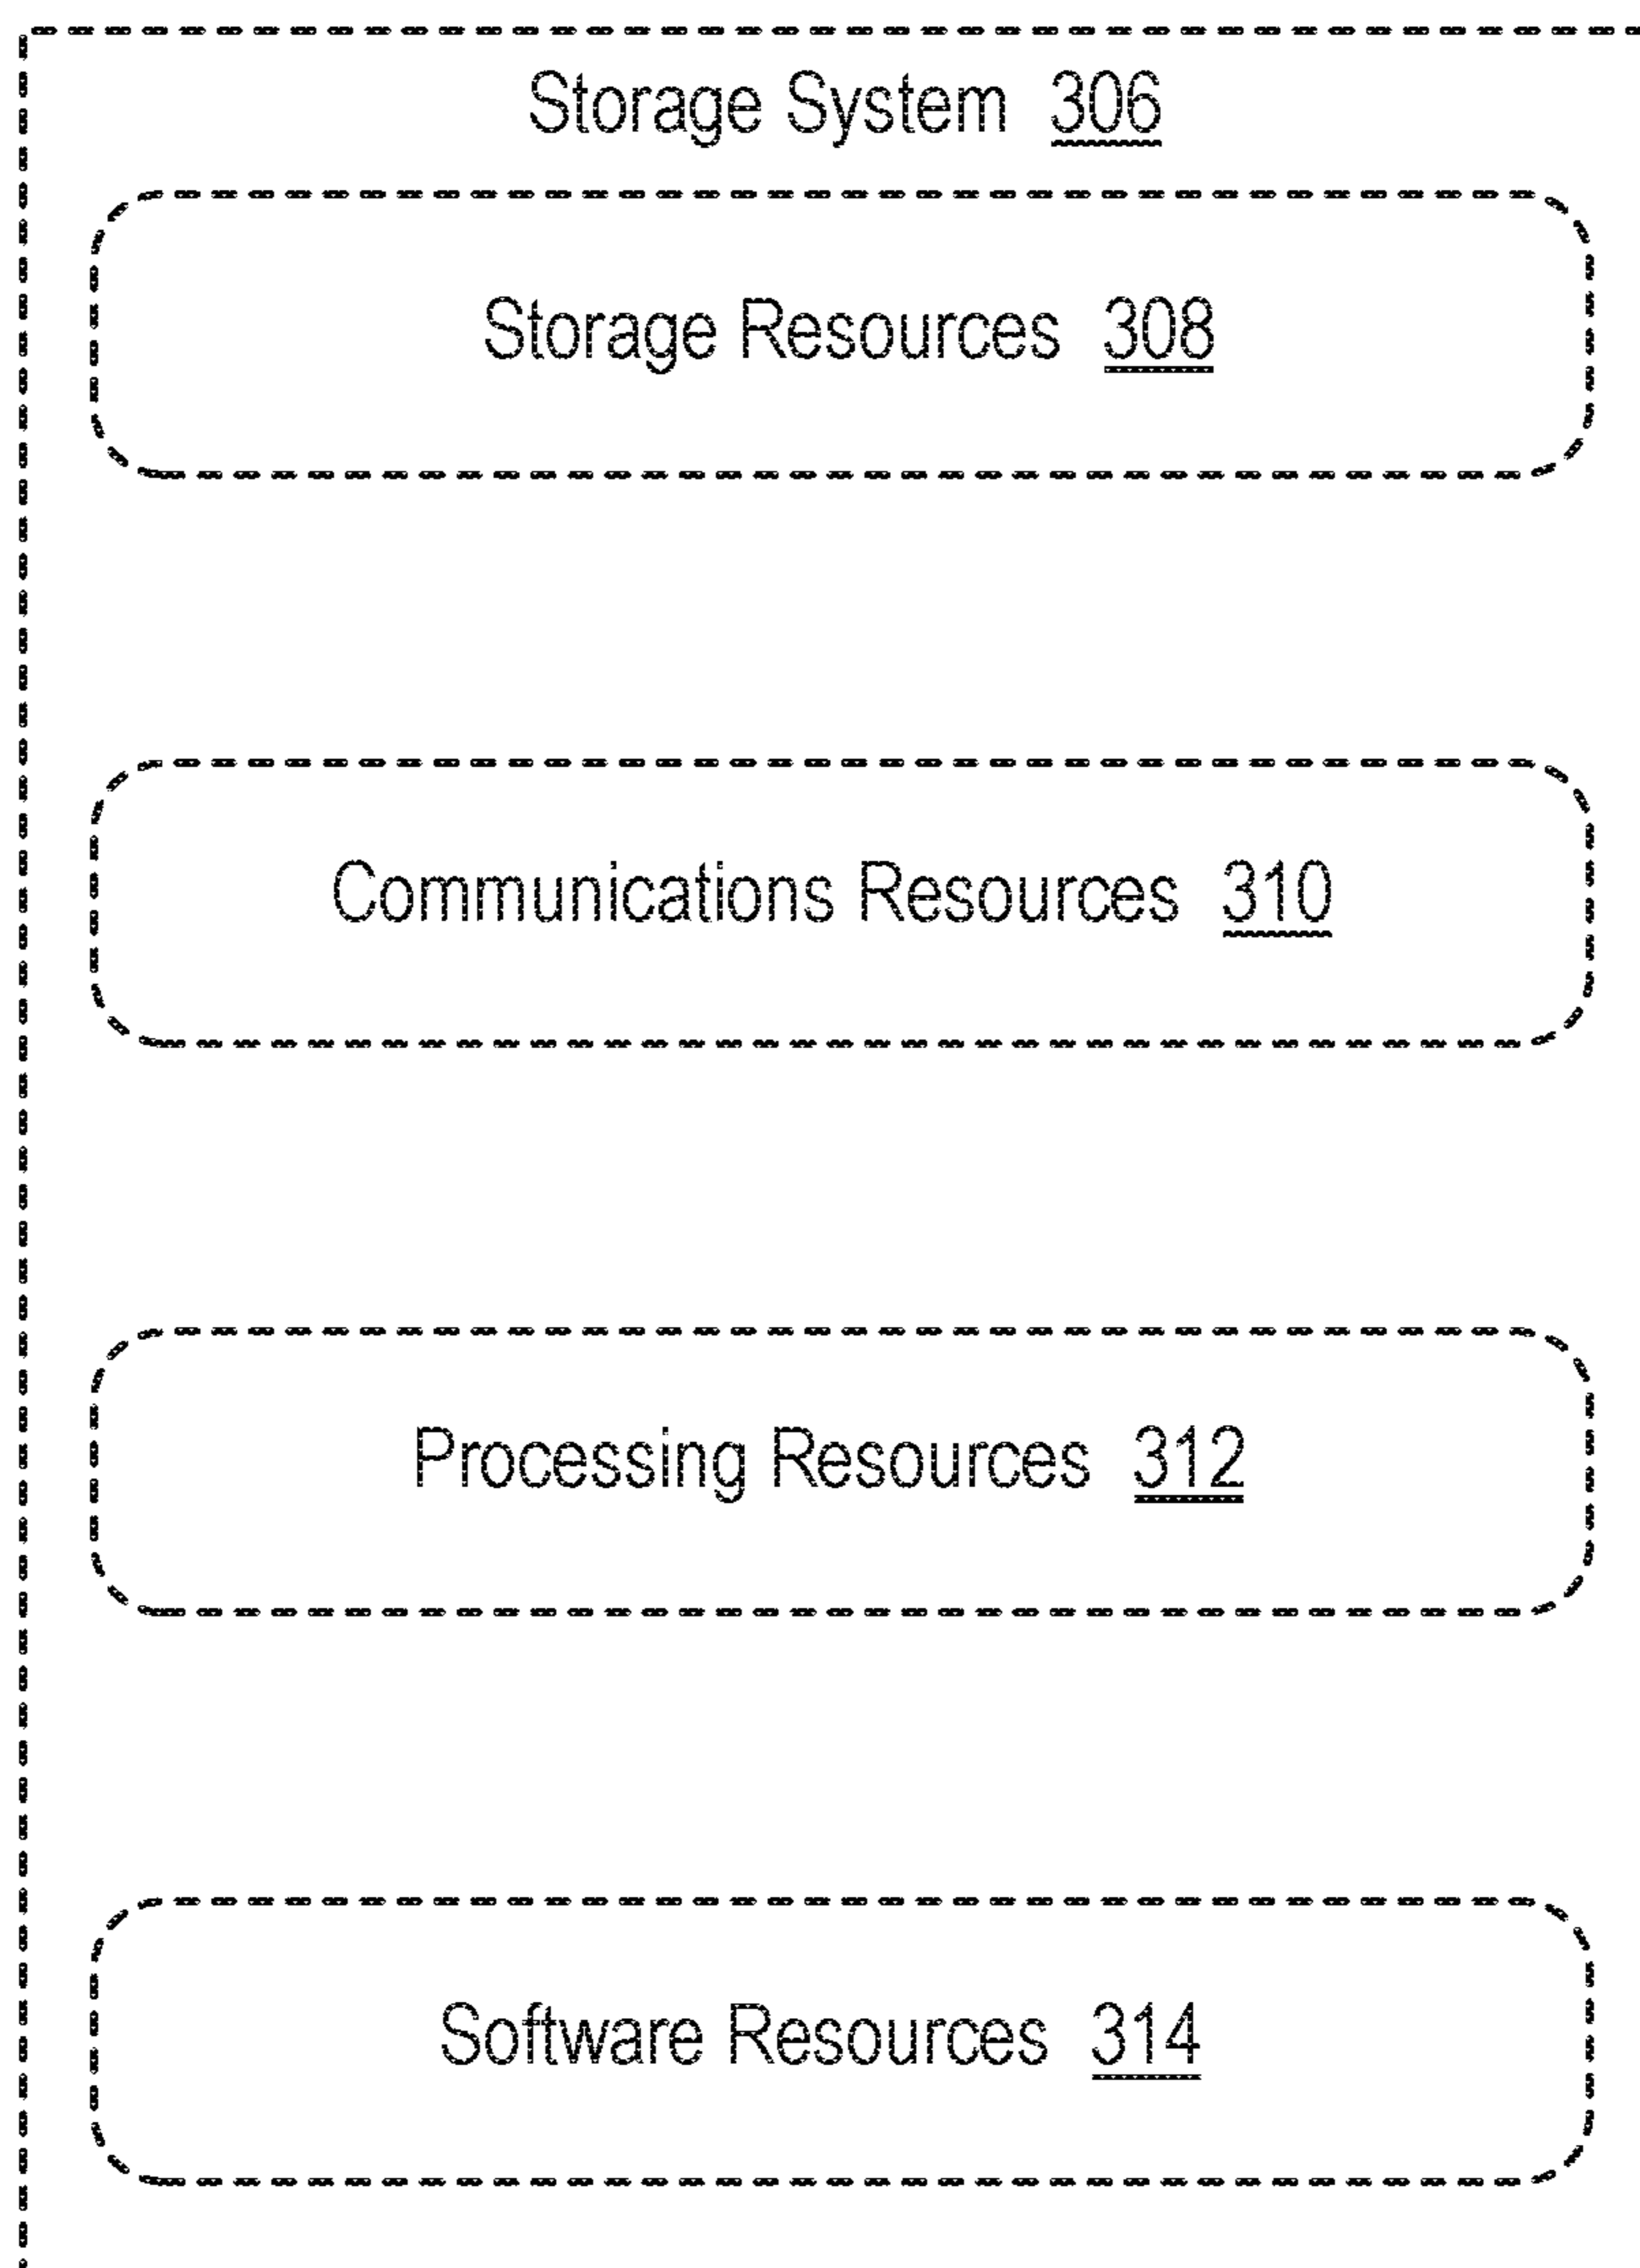 Storage System 306
Storage Resources 308
Communications Resources 310
Processing Resources 312
Software Resources 314